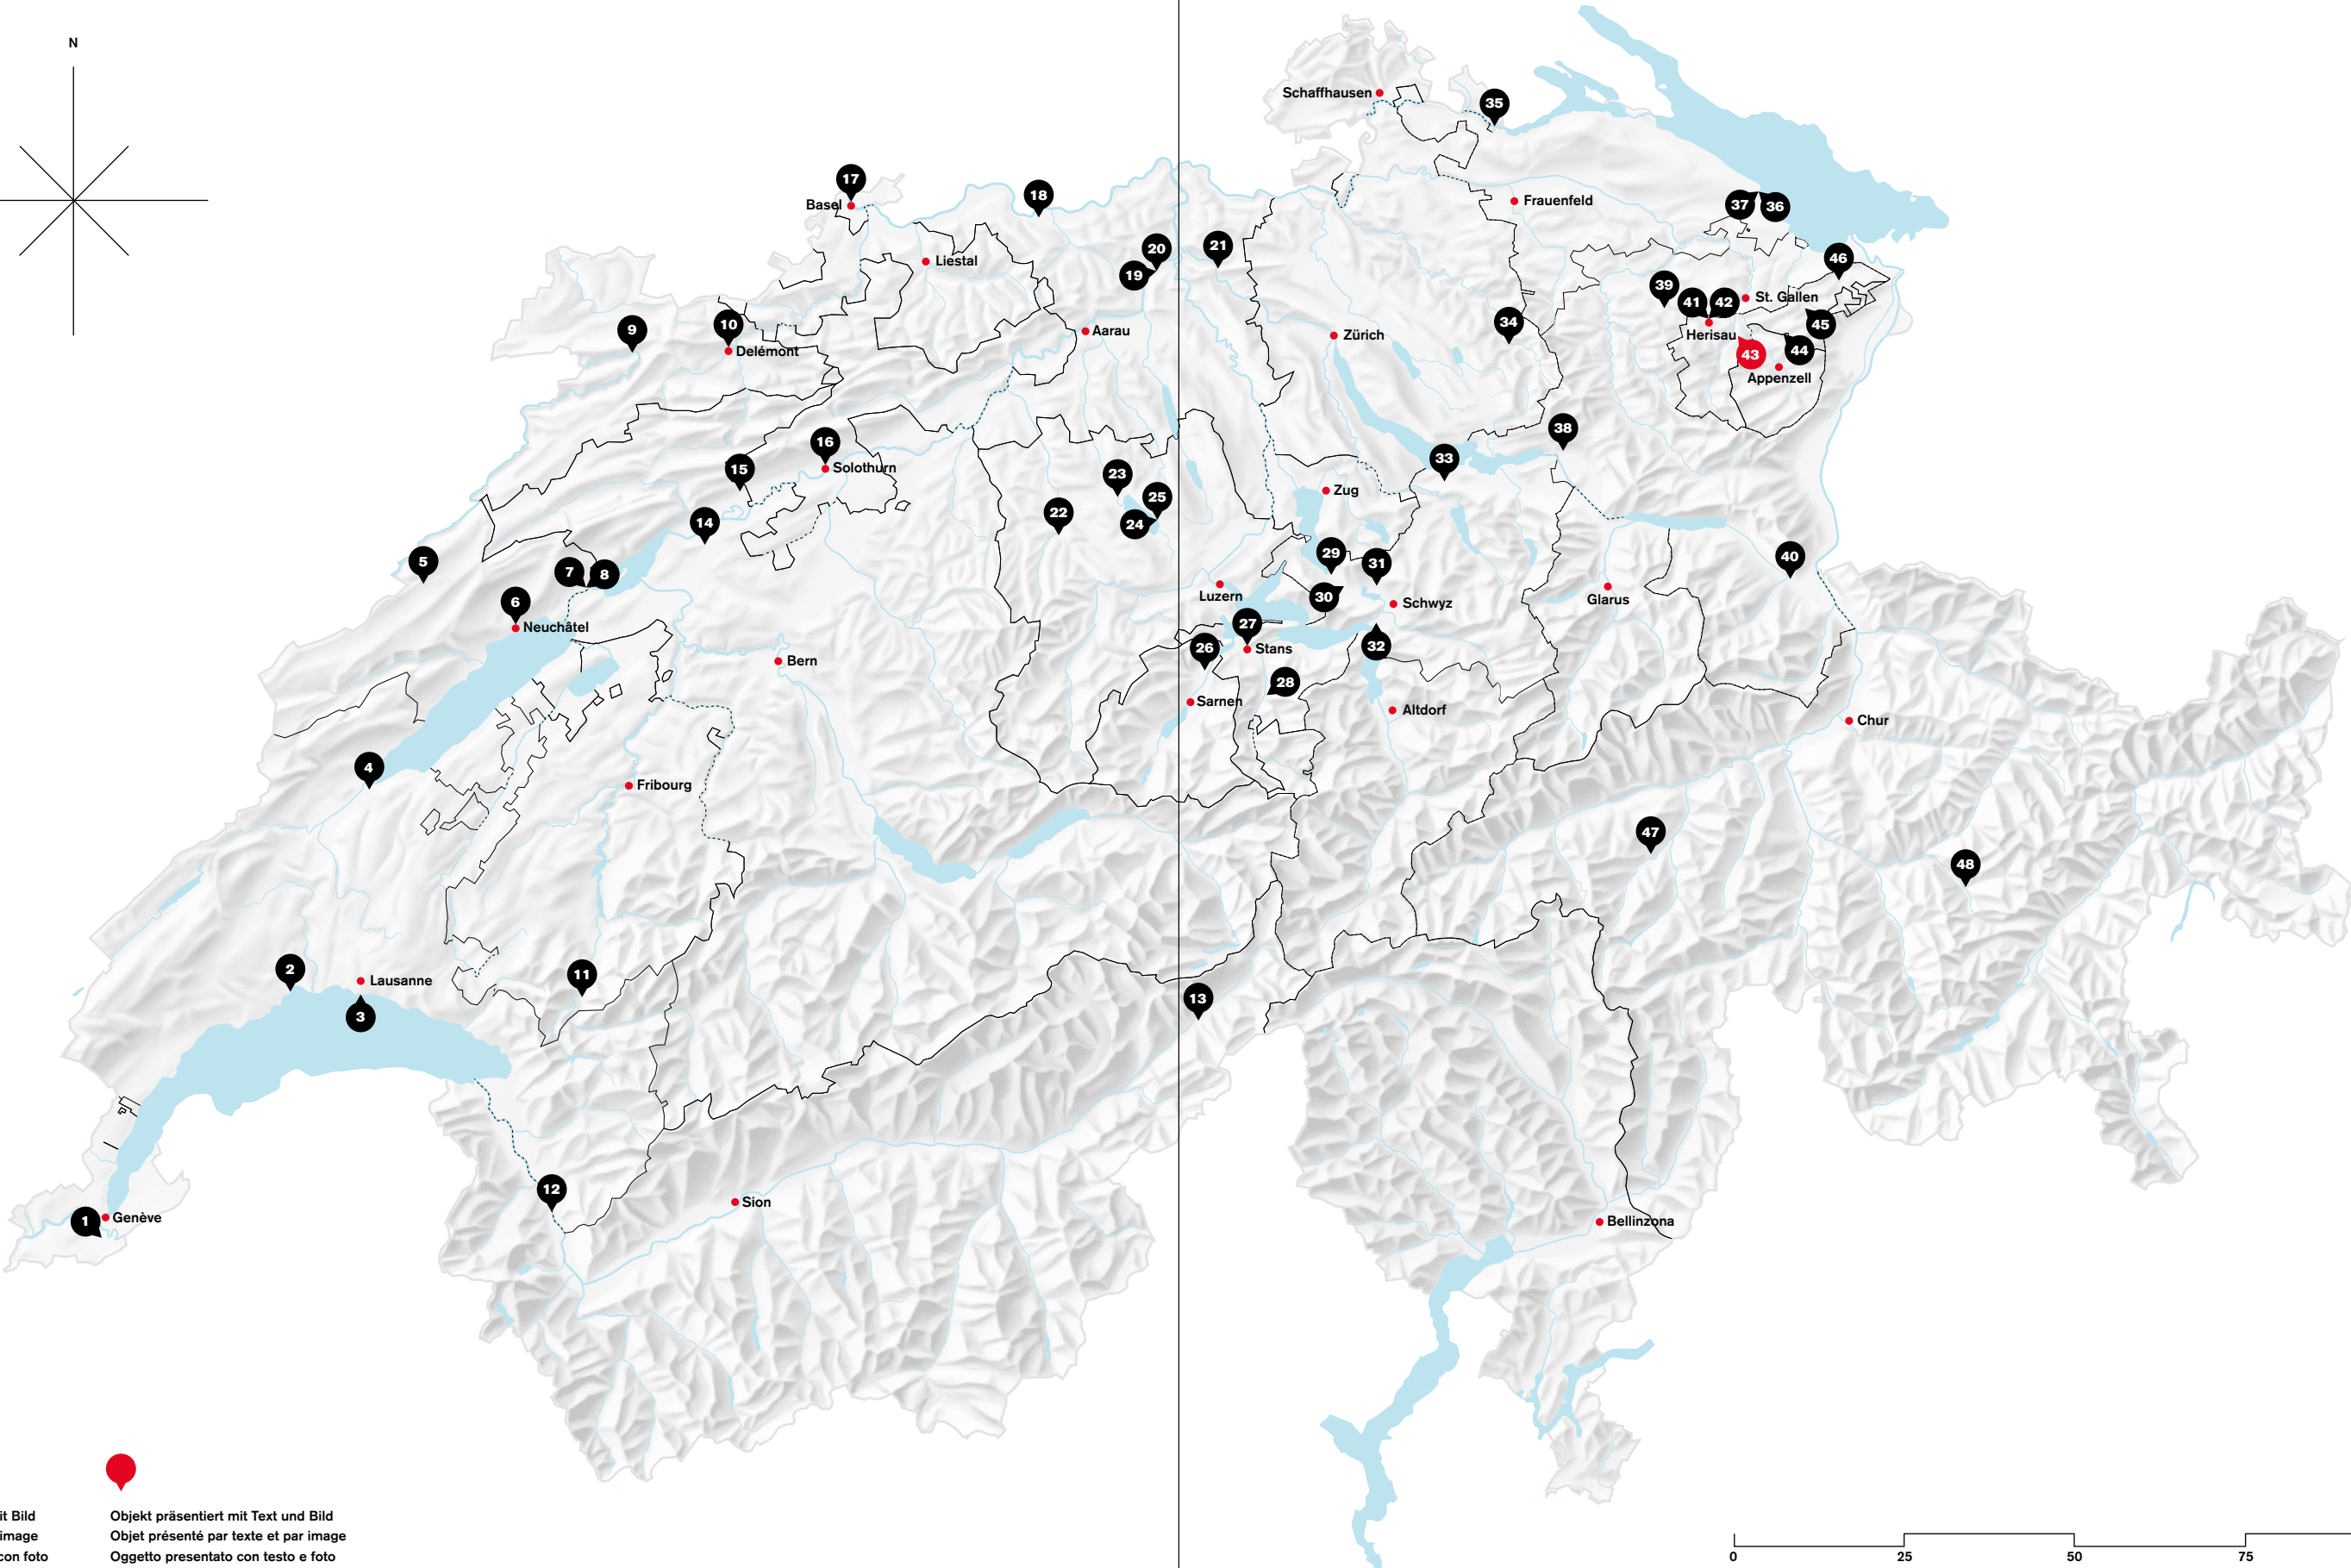 N
Schaffhausen
35
17
Basel
18
Frauenfeld
37
36
20
21
19
Liestal
46
39
41
42
St. Gallen
9
10
Delémont
Aarau
Zürich
34
Herisau
45
43
44
Appenzell
38
16
Solothurn
15
33
23
Zug
25
22
14
24
5
7
8
29
31
40
6
Neuchâtel
Luzern
30
Schwyz
Glarus
27
26
Stans
32
Bern
28
Sarnen
Altdorf
Chur
4
Fribourg
47
48
2
Lausanne
11
3
13
12
Sion
1
Genève
Bellinzona
it Bild
image
con foto
Objekt präsentiert mit Text und Bild
Objet présenté par texte et par image
Oggetto presentato con testo e foto
0
25
50
75